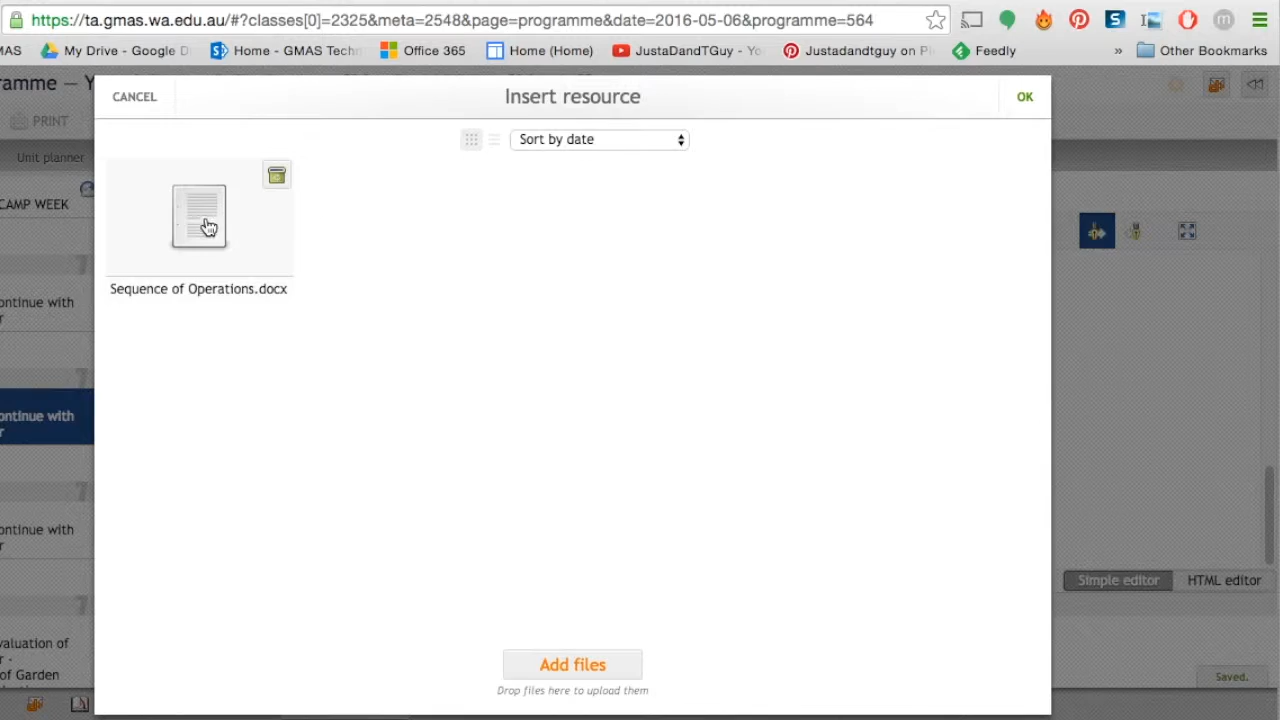 https://ta.gmas.wa.edu.au/#?classes[0]=2325&meta=2548&page=programme&date=2016-05-06&programme=564
MAS My Drive - Google D Home - GMAS Techn Office 365 Home (Home) JustaDandTGuy - Yo Justadandtguy on Pi Feedly » Other Bookmarks
ramme — Y
CANCEL Insert resource OK
PRINT
Sort by date
Unit planner
CAMP WEEK
Sequence of Operations.docx
ontinue with
r
ontinue with
r
ontinue with
r
Simple editor HTML editor
valuation of
r -
of Garden
Add files
Drop files here to upload them
Saved.